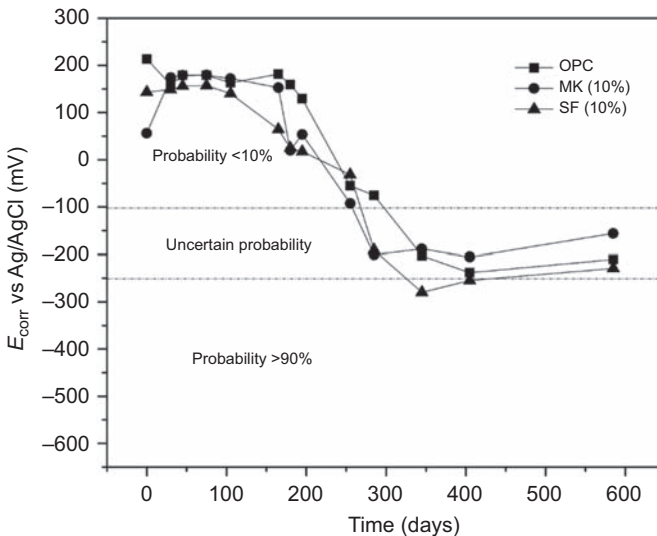 300
200
100
0
–100
–200
–300
–400
–500
–600
E_corr vs Ag/AgCl (mV)
OPC
MK (10%)
SF (10%)
Probability <10%
Uncertain probability
Probability >90%
0 100 200 300 400 500 600
Time (days)